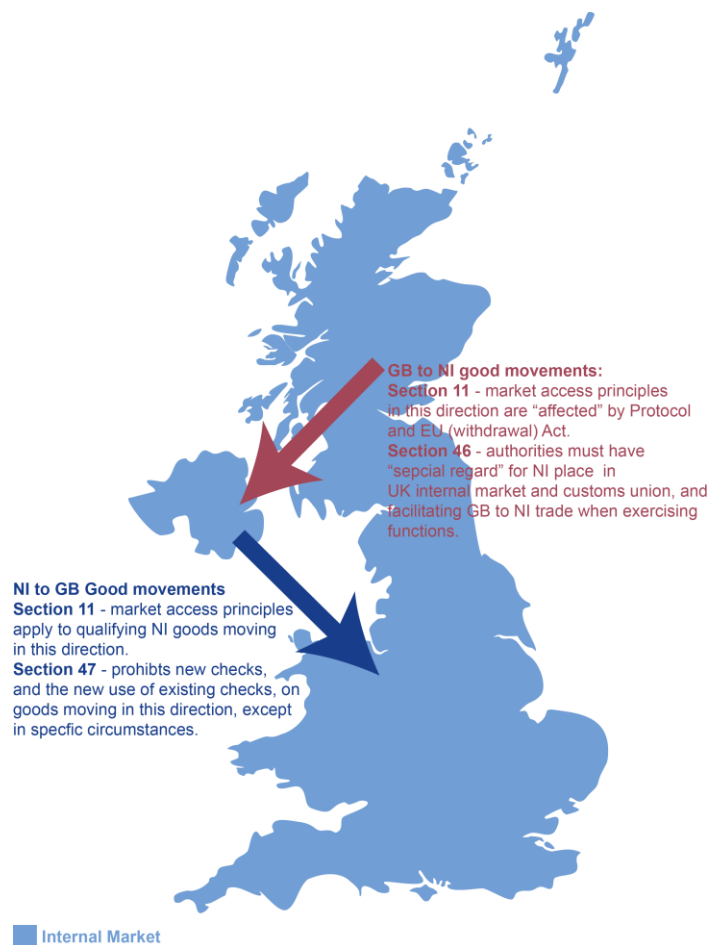 GB to NI good movements:
Section 11 - market access principles
in this direction are “affected” by Protocol
and EU (withdrawal) Act.
Section 46 - authorities must have
“sepcial regard” for NI place in
UK internal market and customs union, and
facilitating GB to NI trade when exercising
functions.
NI to GB Good movements
Section 11 - market access principles
apply to qualifying NI goods moving
in this direction.
Section 47 - prohibts new checks,
and the new use of existing checks, on
goods moving in this direction, except
in specfic circumstances.
Internal Market